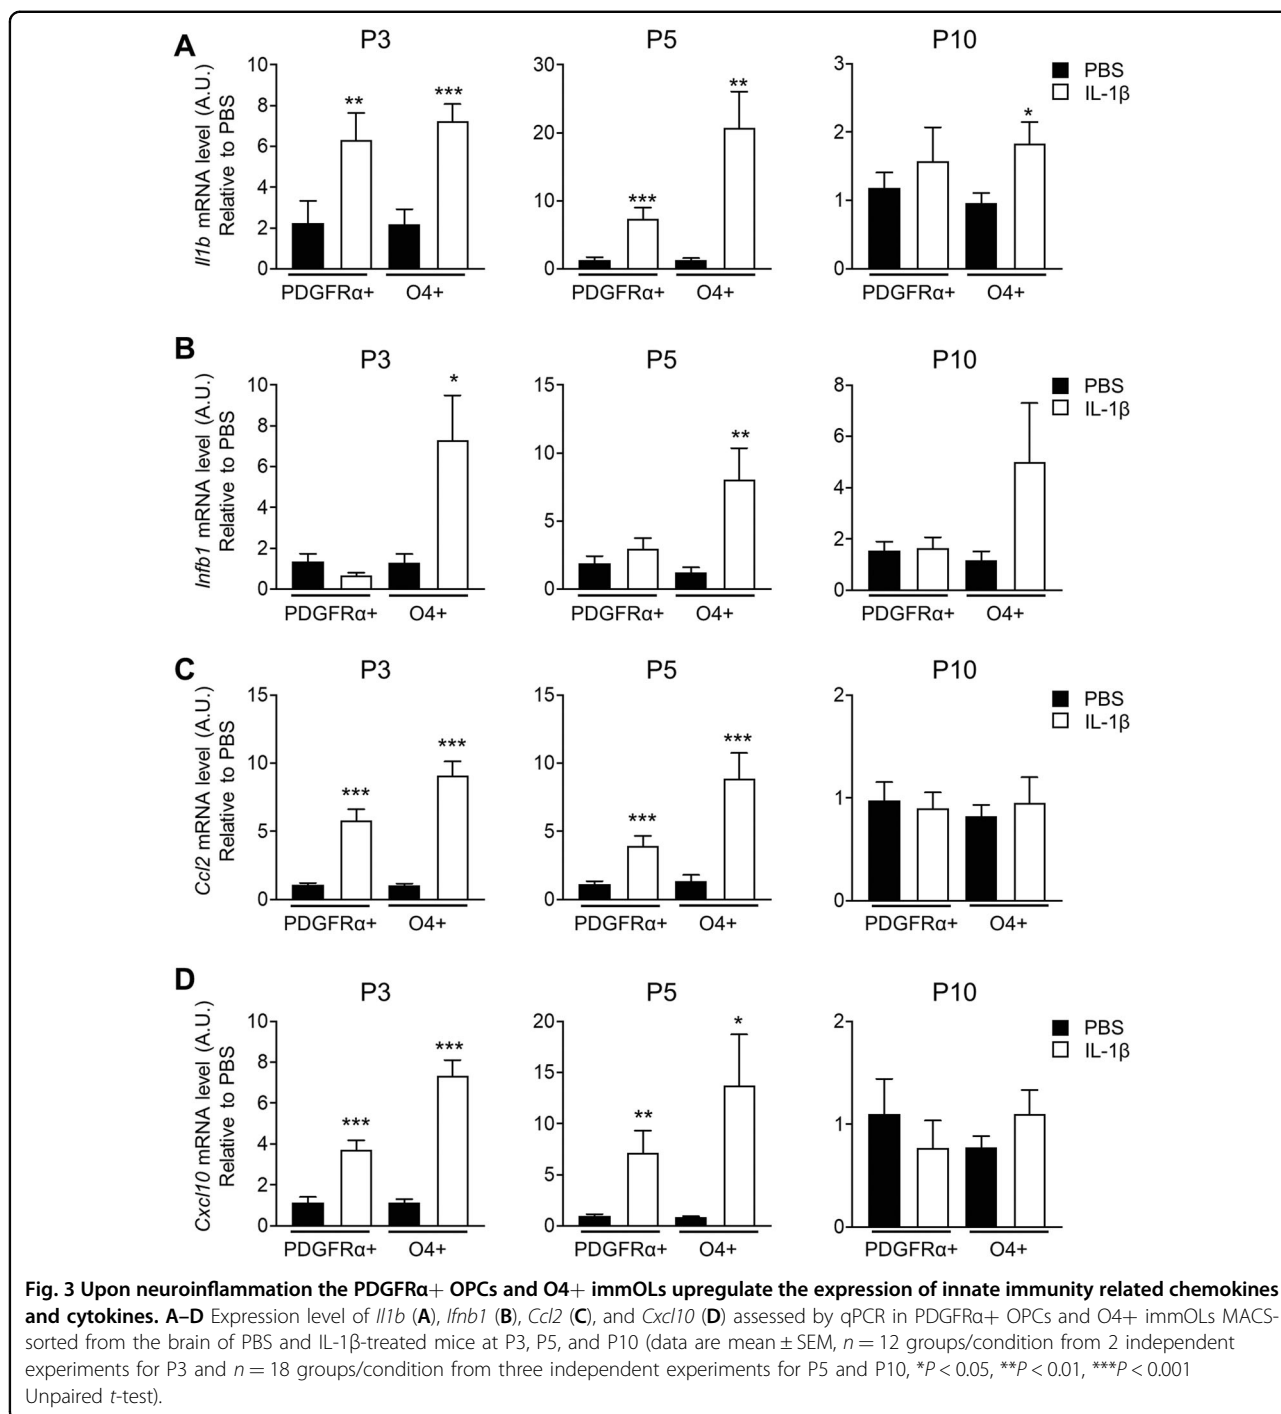 A
P3
P5
P10
PBS
IL-1β
Il1b mRNA level (A.U.)
Relative to PBS
10
8
6
4
2
0
**
***
PDGFRα+ O4+
30
20
10
0
***
**
PDGFRα+ O4+
3
2
1
0
*
PDGFRα+ O4+
B
P3
P5
P10
PBS
IL-1β
Infb1 mRNA level (A.U.)
Relative to PBS
10
8
6
4
2
0
*
PDGFRα+ O4+
15
10
5
0
**
PDGFRα+ O4+
8
6
4
2
0
PDGFRα+ O4+
C
P3
P5
P10
PBS
IL-1β
Ccl2 mRNA level (A.U.)
Relative to PBS
15
10
5
0
***
***
PDGFRα+ O4+
15
10
5
0
***
***
PDGFRα+ O4+
2
1
0
PDGFRα+ O4+
D
P3
P5
P10
PBS
IL-1β
Cxcl10 mRNA level (A.U.)
Relative to PBS
10
8
6
4
2
0
***
***
PDGFRα+ O4+
20
15
10
5
0
**
*
PDGFRα+ O4+
2
1
0
PDGFRα+ O4+
Fig. 3 Upon neuroinflammation the PDGFRα+ OPCs and O4+ immOLs upregulate the expression of innate immunity related chemokines
and cytokines. A–D Expression level of Il1b (A), Ifnb1 (B), Ccl2 (C), and Cxcl10 (D) assessed by qPCR in PDGFRα+ OPCs and O4+ immOLs MACS-
sorted from the brain of PBS and IL-1β-treated mice at P3, P5, and P10 (data are mean ± SEM, n = 12 groups/condition from 2 independent
experiments for P3 and n = 18 groups/condition from three independent experiments for P5 and P10, *P < 0.05, **P < 0.01, ***P < 0.001
Unpaired t-test).